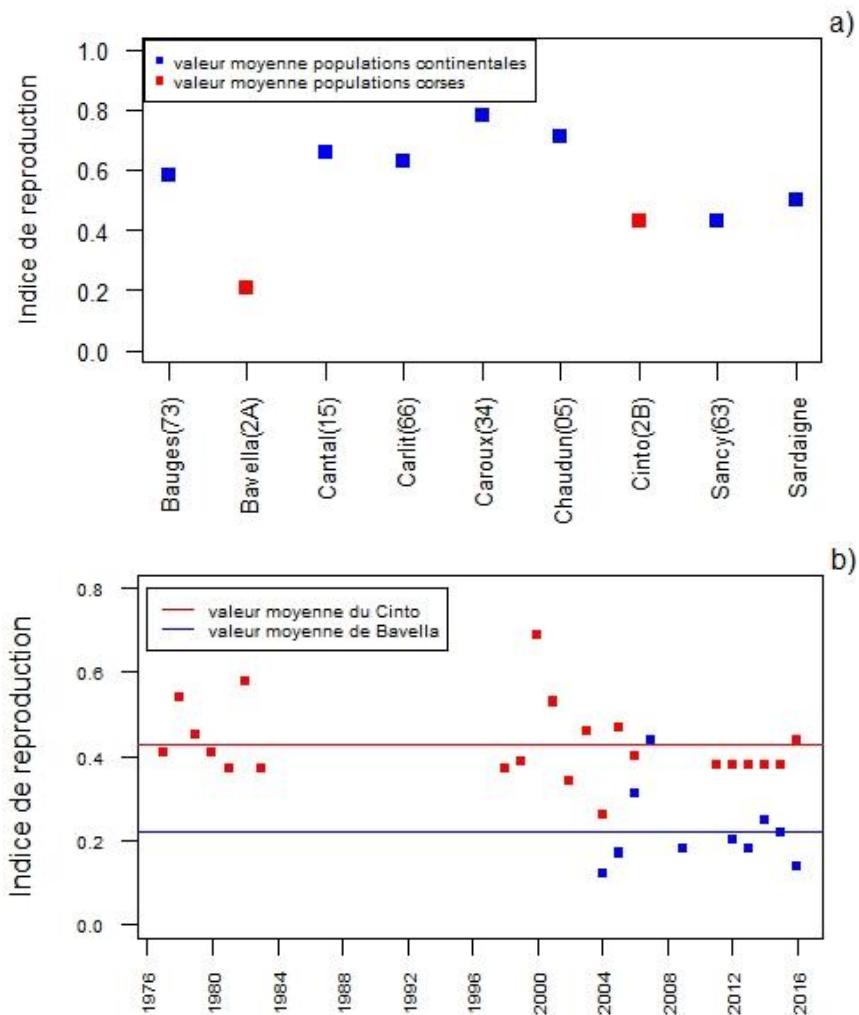 a)
valeur moyenne populations continentales
valeur moyenne populations corses
Indice de reproduction
1.0
0.8
0.6
0.4
0.2
0.0
Bauges(73)
Bavella(2A)
Cantal(15)
Carlit(66)
Caroux(34)
Chaudun(05)
Cinto(2B)
Sancy(63)
Sardaigne
b)
valeur moyenne du Cinto
valeur moyenne de Bavella
Indice de reproduction
0.8
0.6
0.4
0.2
0.0
1976
1980
1984
1988
1992
1996
2000
2004
2008
2012
2016